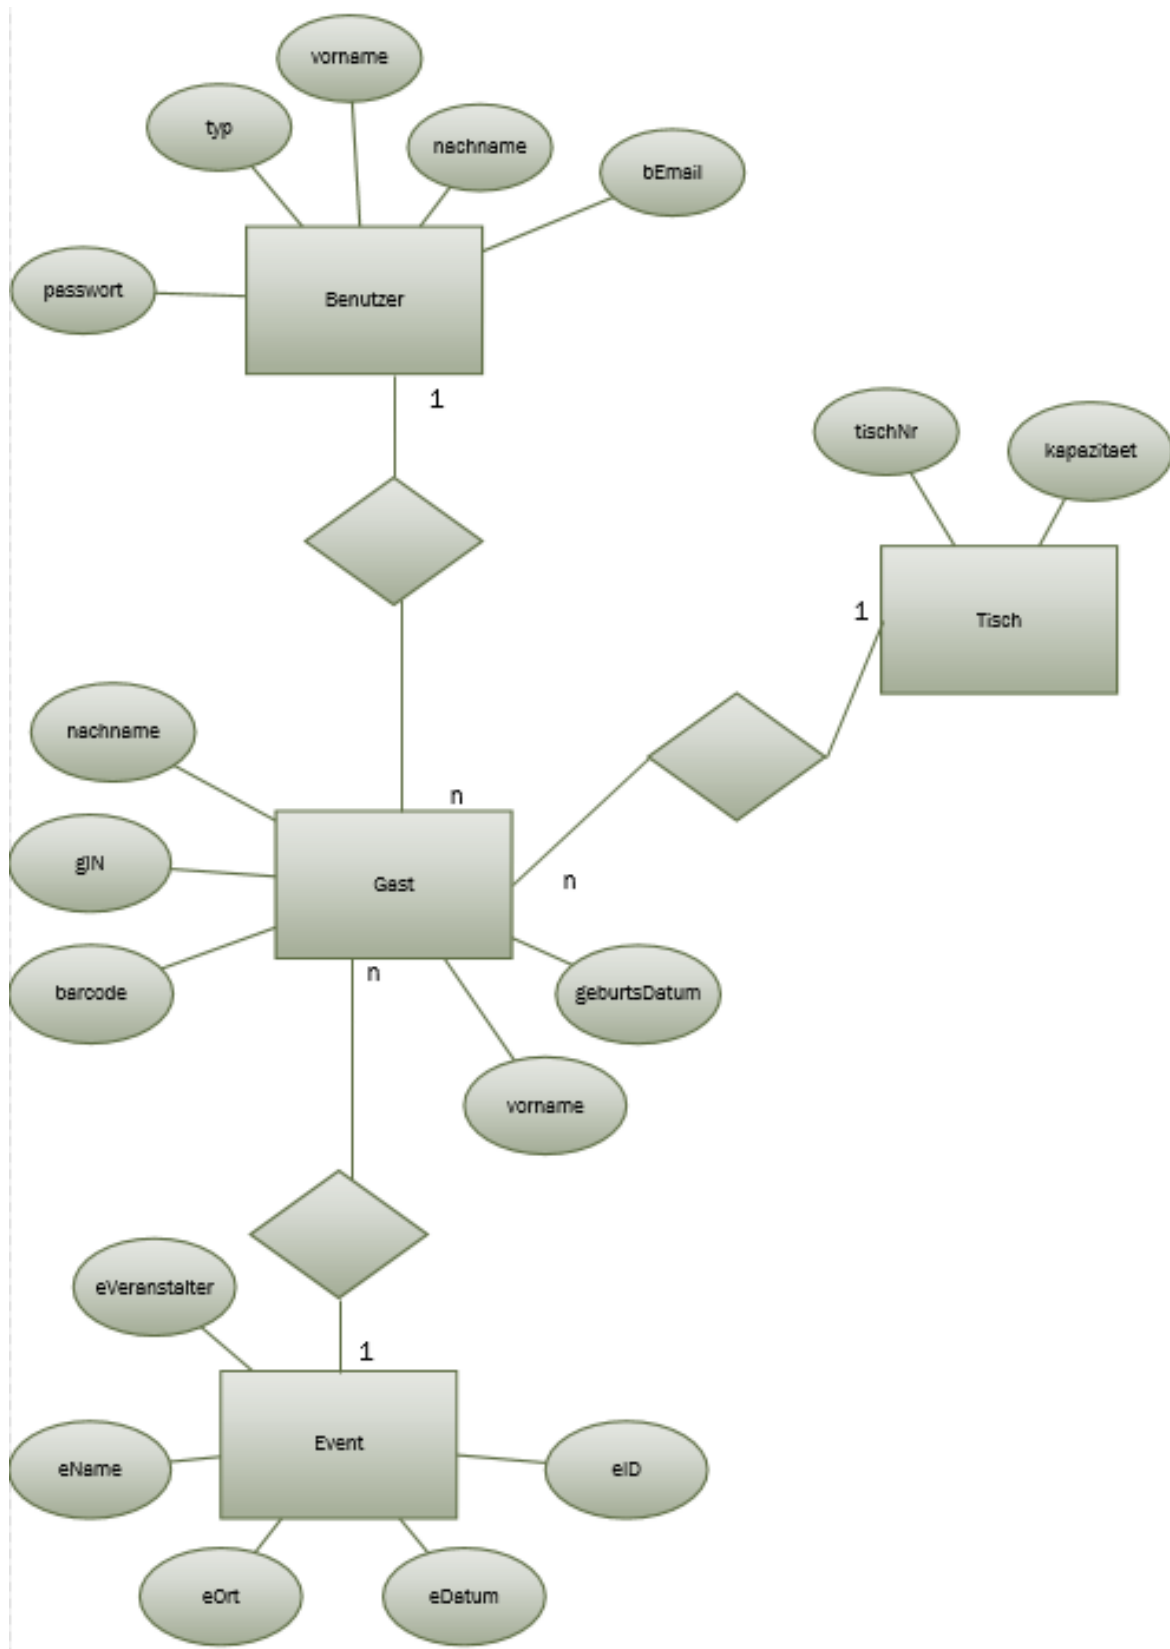 vorname
typ
nachname
bEmail
passwort
Benutzer
1
tischNr
kapazitaet
1
Tisch
nachname
n
gIN
Gast
n
barcode
n
geburtsDatum
vorname
eVeranstalter
1
Event
eName
eID
eOrt
eDatum